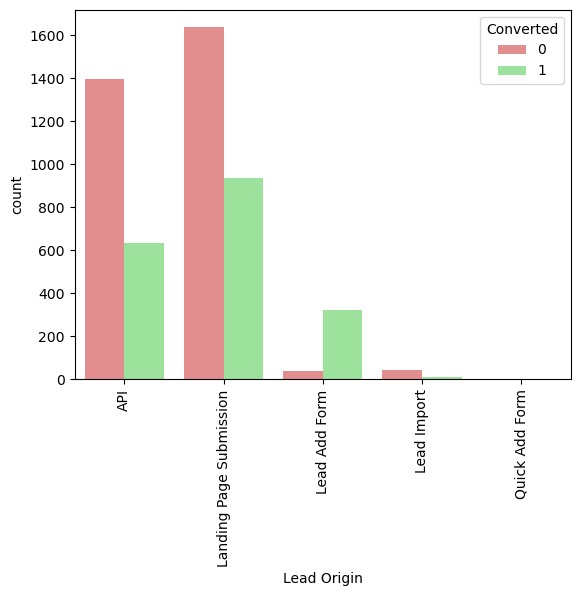 Converted
0
1
1600
1400
1200
1000
800
600
400
200
0
count
API
Landing Page Submission
Lead Add Form
Lead Import
Quick Add Form
Lead Origin